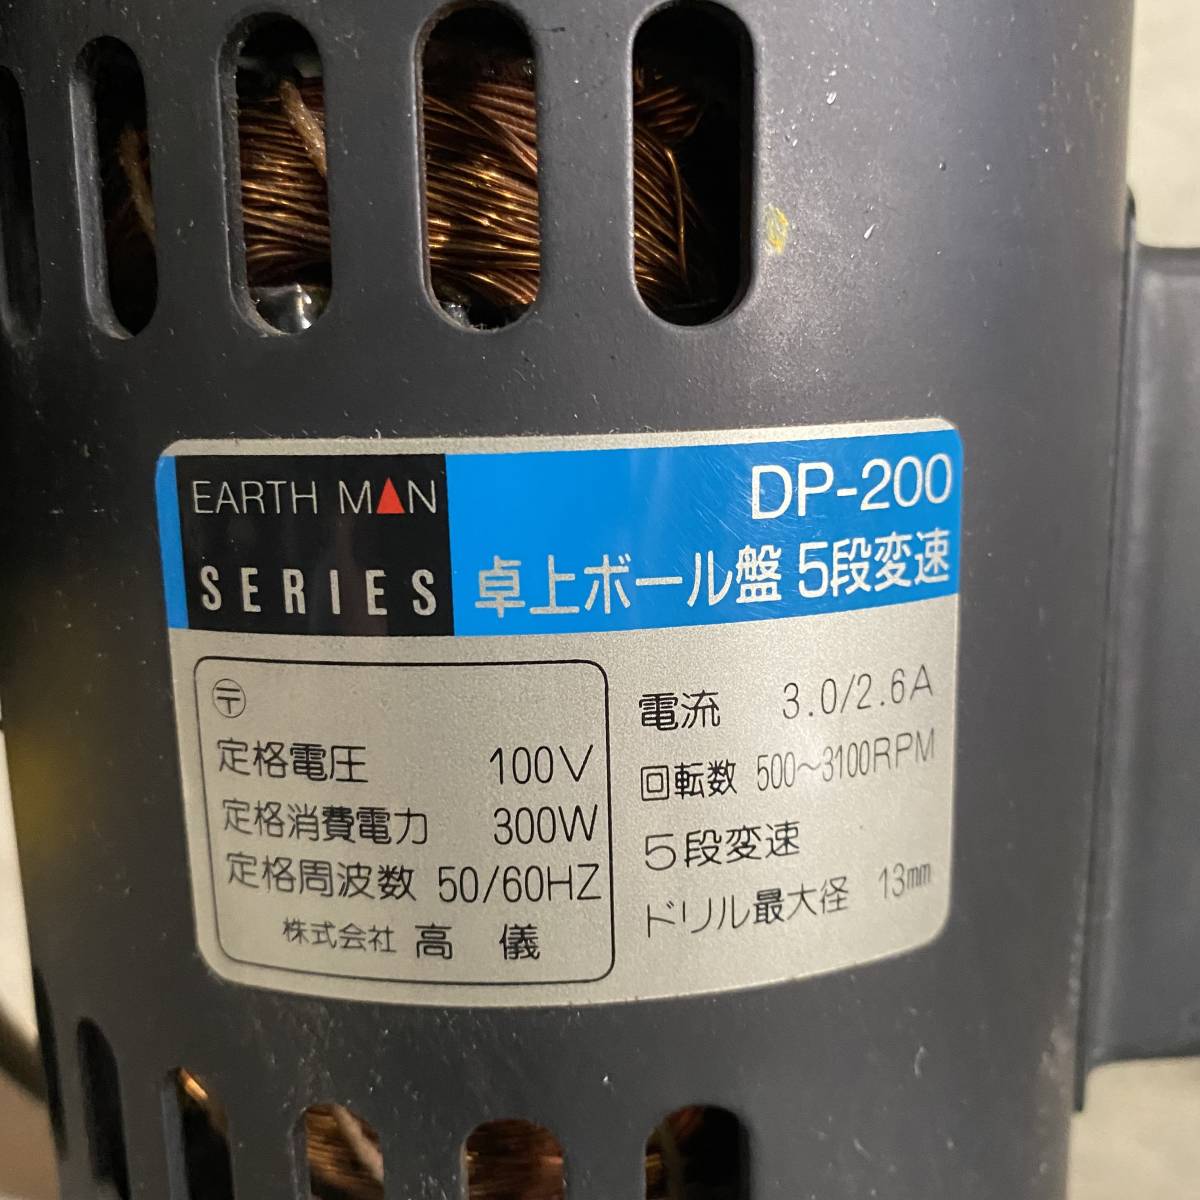 EARTH MAN
SERIES
DP-200
卓上ボール盤 5段変速
〒
定格電圧 100V
定格消費電力 300W
定格周波数 50/60HZ
株式会社 高儀
電流 3.0/2.6A
回転数 500～3100RPM
5段変速
ドリル最大径 13mm